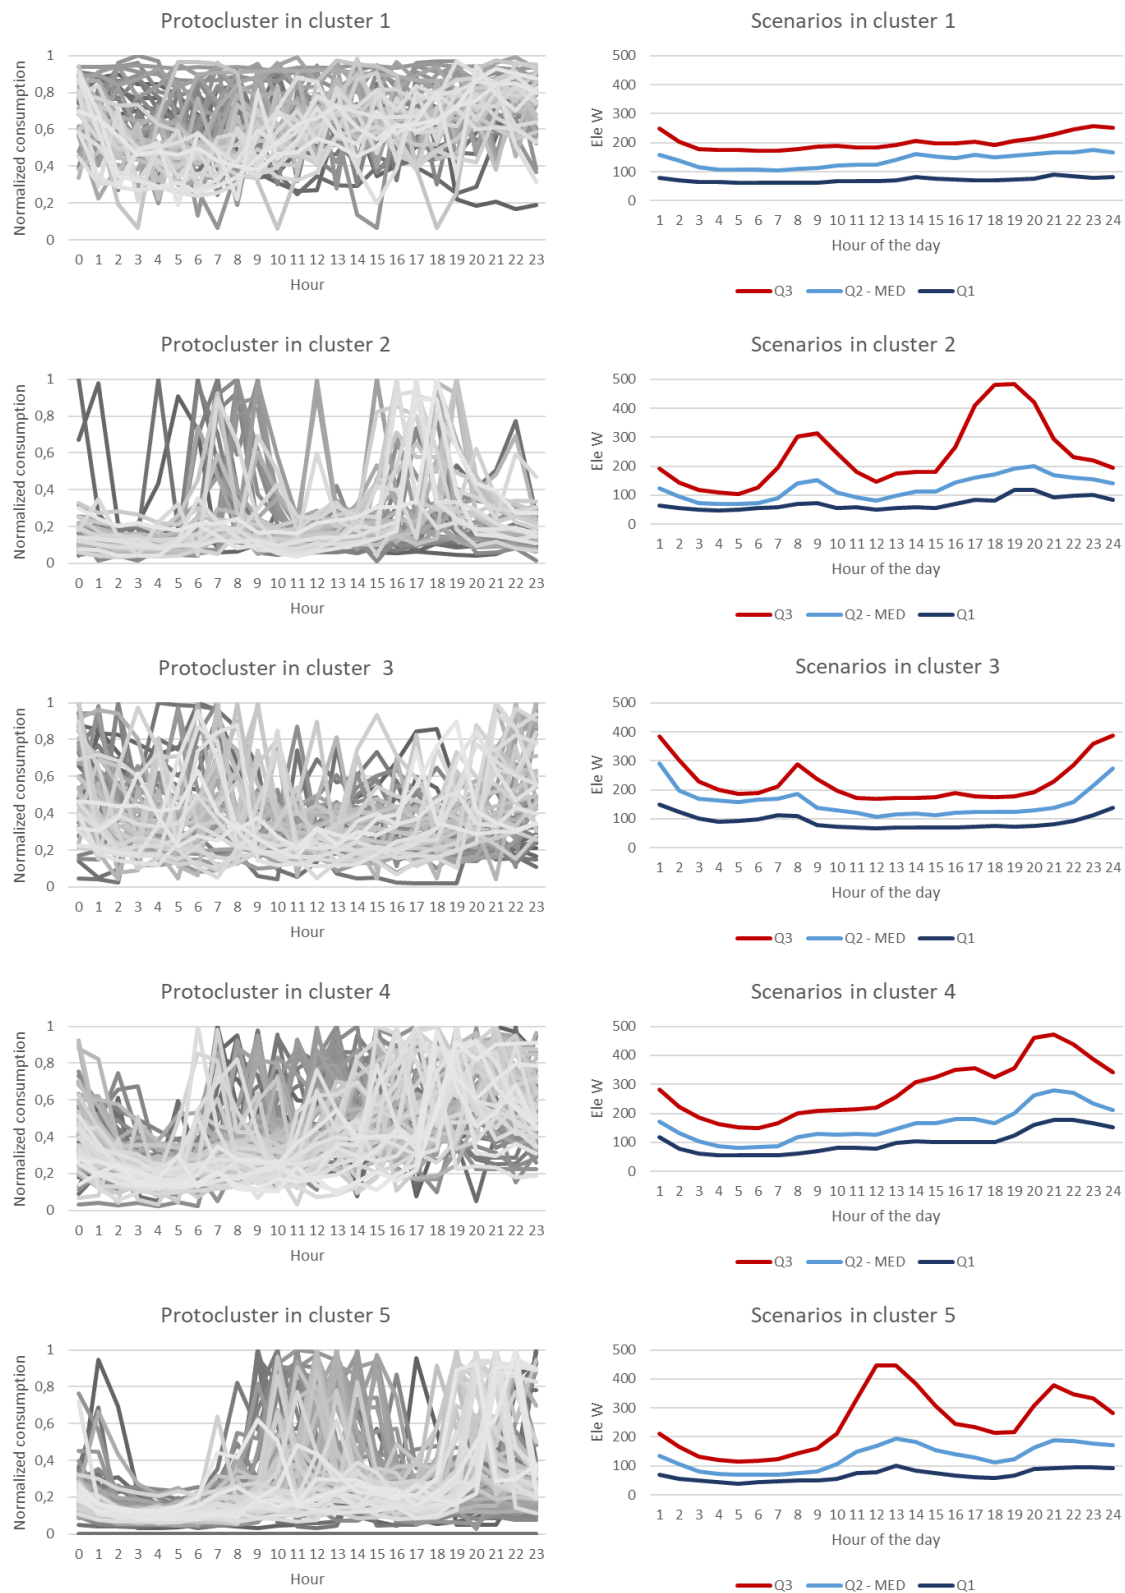 Protocluster in cluster 1
Normalized consumption
1
0,8
0,6
0,4
0,2
0
0 1 2 3 4 5 6 7 8 9 10 11 12 13 14 15 16 17 18 19 20 21 22 23
Hour
Scenarios in cluster 1
Ele W
500
400
300
200
100
0
1 2 3 4 5 6 7 8 9 10 11 12 13 14 15 16 17 18 19 20 21 22 23 24
Hour of the day
Q3 Q2 - MED Q1
Protocluster in cluster 2
Normalized consumption
1
0,8
0,6
0,4
0,2
0
0 1 2 3 4 5 6 7 8 9 10 11 12 13 14 15 16 17 18 19 20 21 22 23
Hour
Scenarios in cluster 2
Ele W
500
400
300
200
100
0
1 2 3 4 5 6 7 8 9 10 11 12 13 14 15 16 17 18 19 20 21 22 23 24
Hour of the day
Q3 Q2 - MED Q1
Protocluster in cluster 3
Normalized consumption
1
0,8
0,6
0,4
0,2
0
0 1 2 3 4 5 6 7 8 9 10 11 12 13 14 15 16 17 18 19 20 21 22 23
Hour
Scenarios in cluster 3
Ele W
500
400
300
200
100
0
1 2 3 4 5 6 7 8 9 10 11 12 13 14 15 16 17 18 19 20 21 22 23 24
Hour of the day
Q3 Q2 - MED Q1
Protocluster in cluster 4
Normalized consumption
1
0,8
0,6
0,4
0,2
0
0 1 2 3 4 5 6 7 8 9 10 11 12 13 14 15 16 17 18 19 20 21 22 23
Hour
Scenarios in cluster 4
Ele W
500
400
300
200
100
0
1 2 3 4 5 6 7 8 9 10 11 12 13 14 15 16 17 18 19 20 21 22 23 24
Hour of the day
Q3 Q2 - MED Q1
Protocluster in cluster 5
Normalized consumption
1
0,8
0,6
0,4
0,2
0
0 1 2 3 4 5 6 7 8 9 10 11 12 13 14 15 16 17 18 19 20 21 22 23
Hour
Scenarios in cluster 5
Ele W
500
400
300
200
100
0
1 2 3 4 5 6 7 8 9 10 11 12 13 14 15 16 17 18 19 20 21 22 23 24
Hour of the day
Q3 Q2 - MED Q1